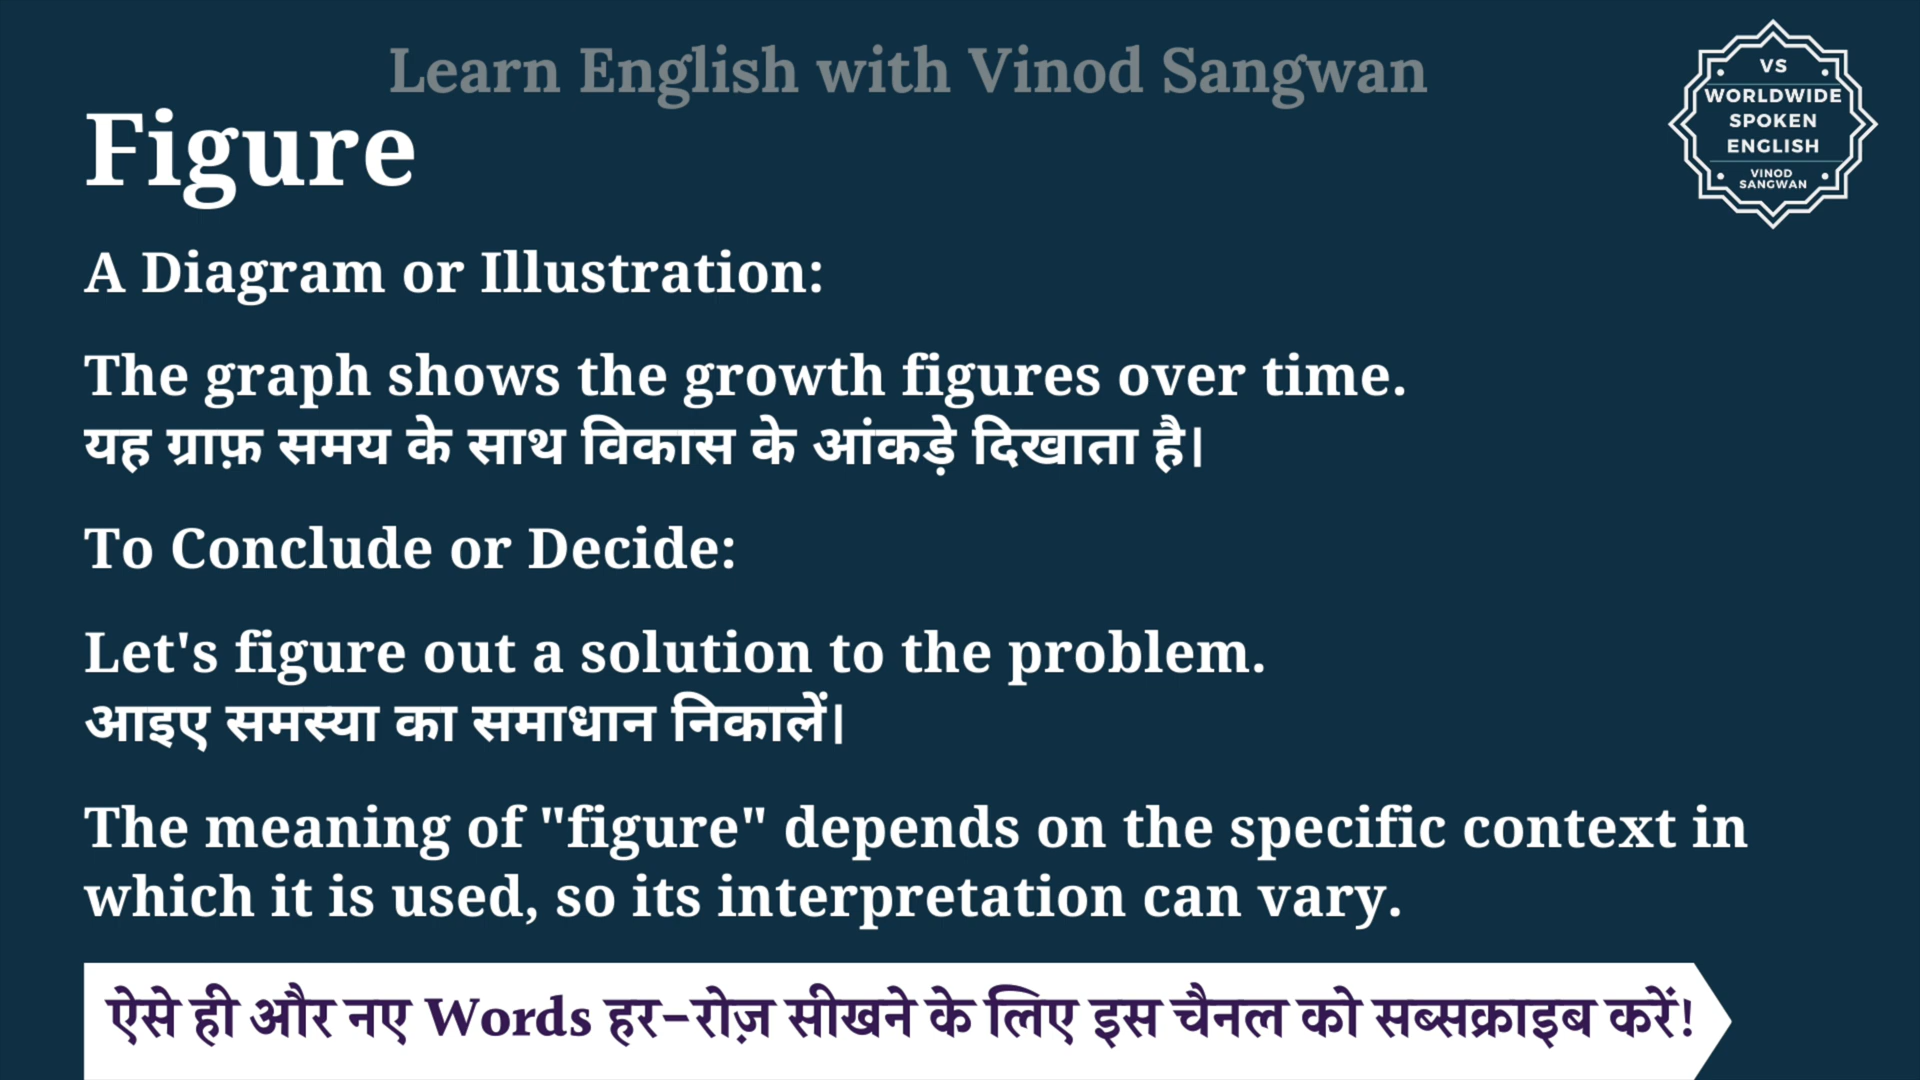 Learn English with Vinod Sangwan
VS
WORLDWIDE
SPOKEN
ENGLISH
VINOD
SANGWAN
Figure
A Diagram or Illustration:
The graph shows the growth figures over time.
यह ग्राफ़ समय के साथ विकास के आंकड़े दिखाता है।
To Conclude or Decide:
Let's figure out a solution to the problem.
आइए समस्या का समाधान निकालें।
The meaning of "figure" depends on the specific context in
which it is used, so its interpretation can vary.
ऐसे ही और नए Words हर-रोज़ सीखने के लिए इस चैनल को सब्सक्राइब करें!